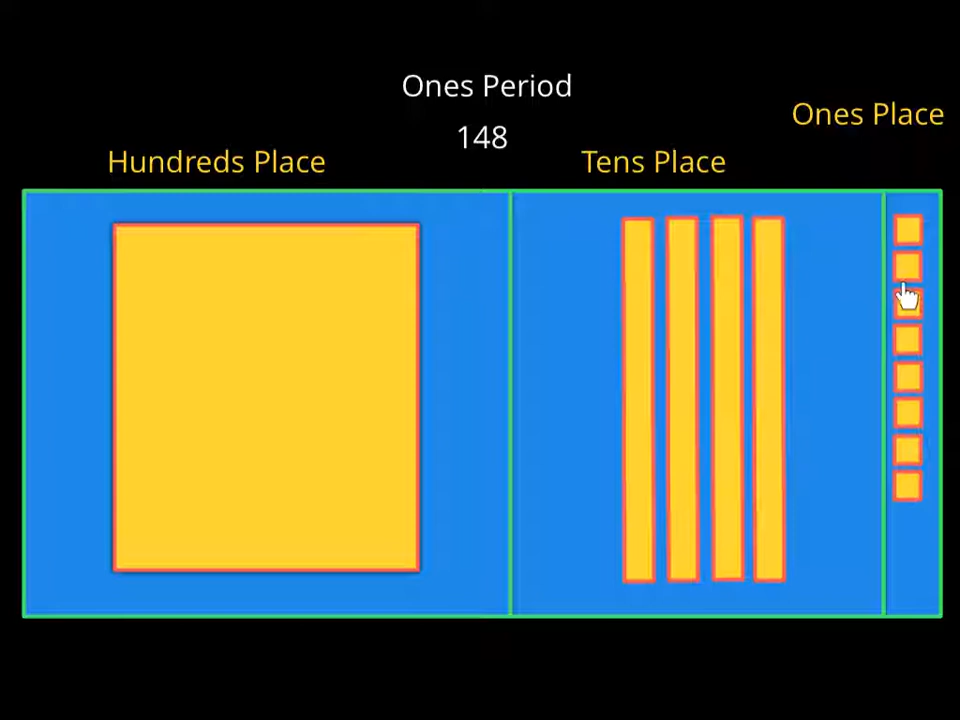 Ones Period
Ones Place
148
Hundreds Place
Tens Place